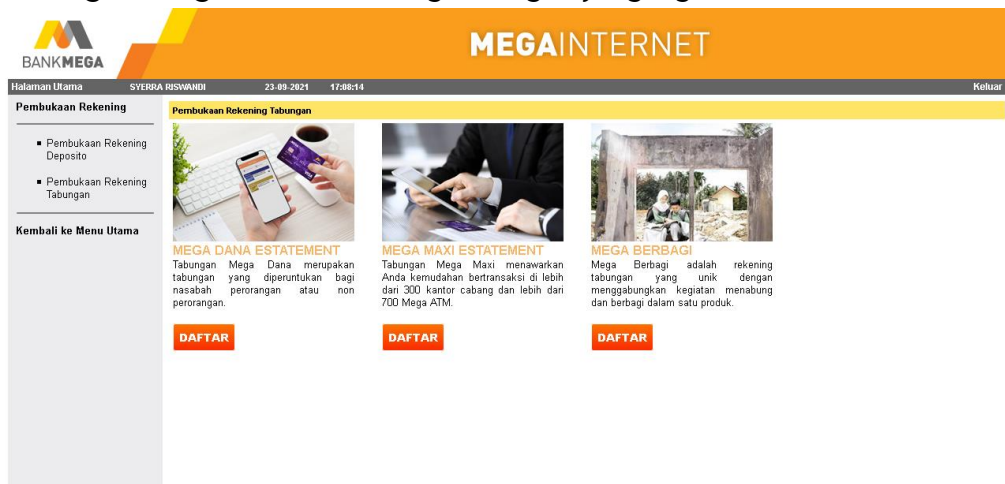 BANKMEGA
MEGAINTERNET
Halaman Utama SYERRA RISWANDI 23-09-2021 17:08:14 Keluar
Pembukaan Rekening
Pembukaan Rekening
Deposito
Pembukaan Rekening
Tabungan
Kembali ke Menu Utama
Pembukaan Rekening Tabungan
MEGA DANA ESTATEMENT
Tabungan Mega Dana merupakan
tabungan yang diperuntukan bagi
nasabah perorangan atau non
perorangan.
DAFTAR
MEGA MAXI ESTATEMENT
Tabungan Mega Maxi menawarkan
Anda kemudahan bertransaksi di lebih
dari 300 kantor cabang dan lebih dari
700 Mega ATM.
DAFTAR
MEGA BERBAGI
Mega Berbagi adalah rekening
tabungan yang unik dengan
menggabungkan kegiatan menabung
dan berbagi dalam satu produk.
DAFTAR